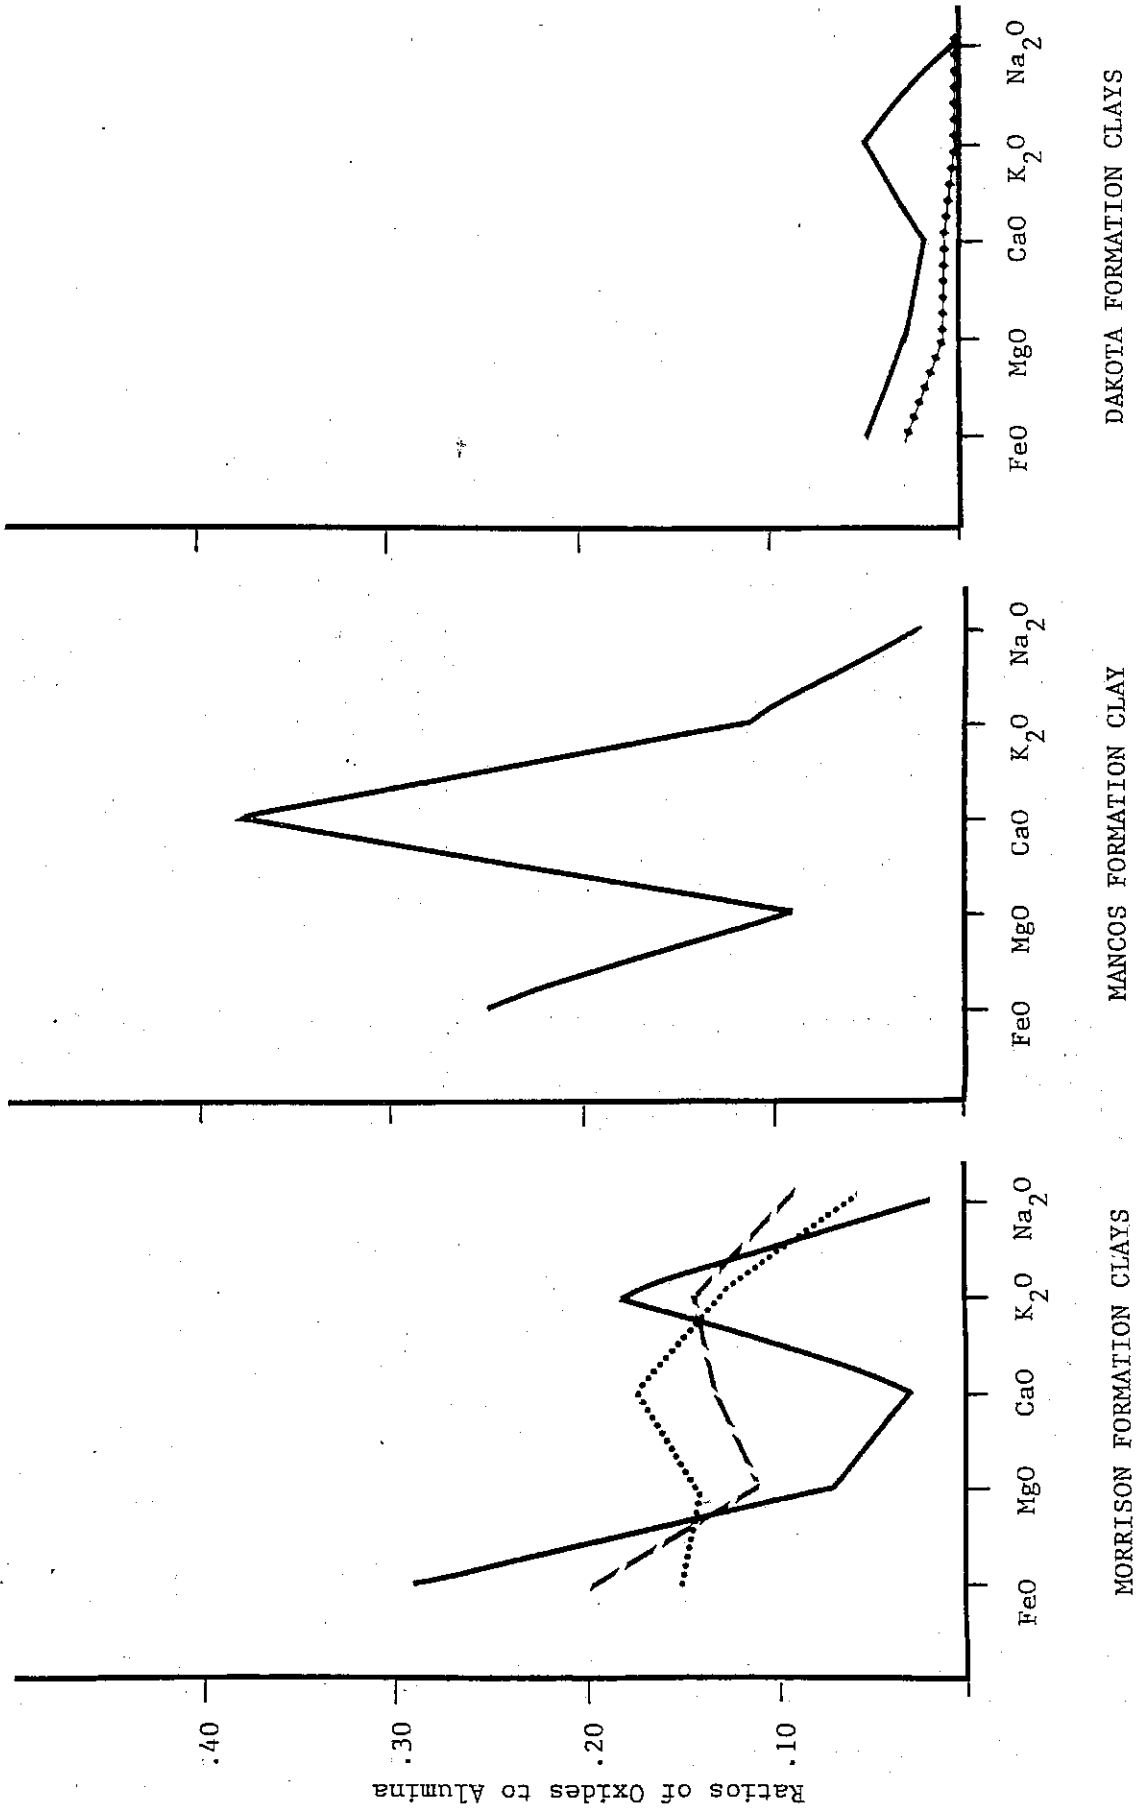 Ratios of Oxides to Alumina
.40
.30
.20
.10
FeO MgO CaO K2O Na2O
MORRISON FORMATION CLAYS
FeO MgO CaO K2O Na2O
MANCOS FORMATION CLAY
FeO MgO CaO K2O Na2O
DAKOTA FORMATION CLAYS